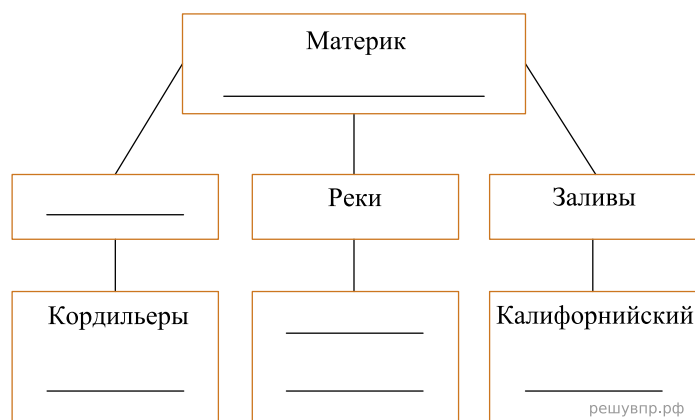 Материк
Реки
Заливы
Кордильеры
Калифорнийский
решувпр.рф